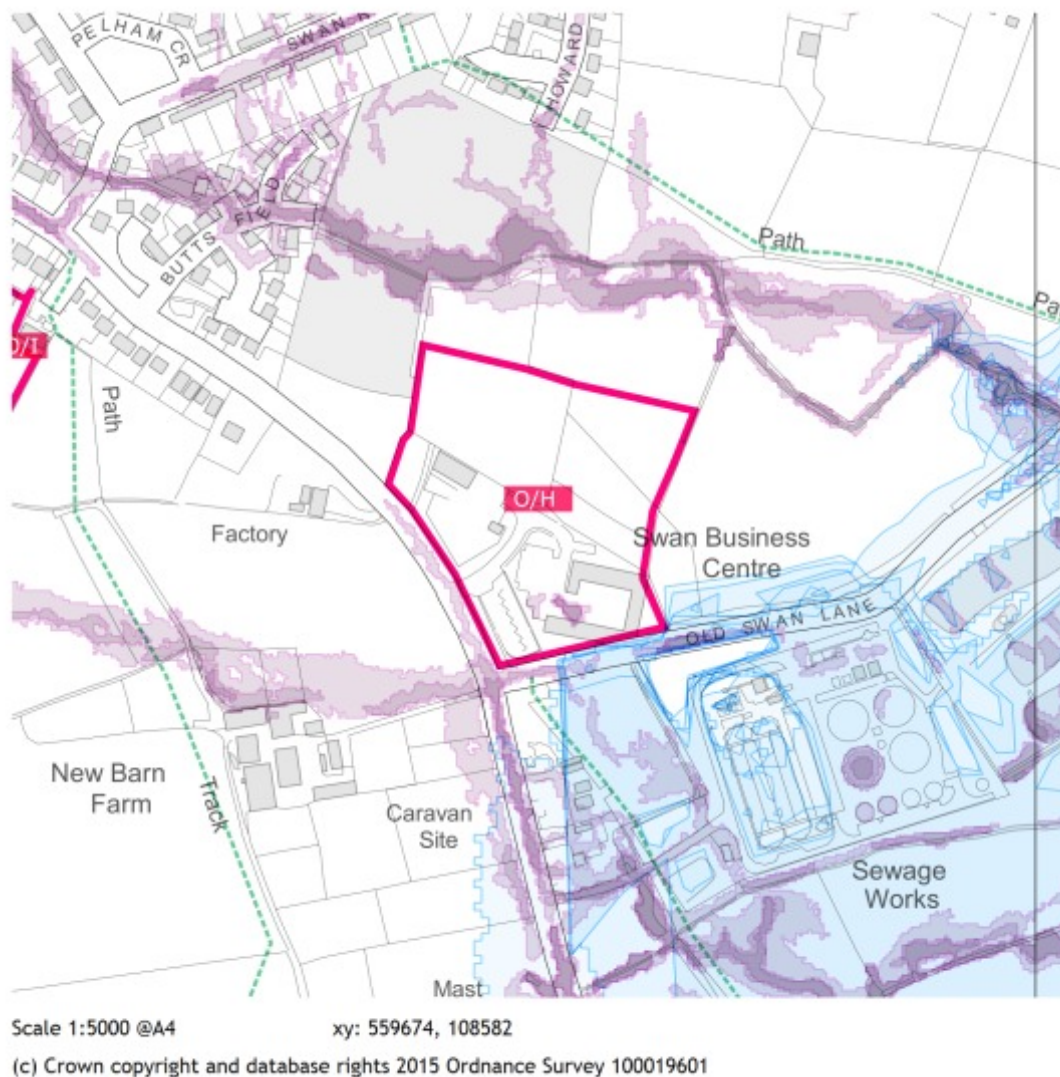 PELHAM CR
SWAN R
HOWARD
BUTTS FIELD
Path
Pa
O/I
Path
O/H
Factory
Swan Business
Centre
OLD SWAN LANE
New Barn
Farm
Track
Caravan
Site
Sewage
Works
Mast
Scale 1:5000 @A4 xy: 559674, 108582
(c) Crown copyright and database rights 2015 Ordnance Survey 100019601